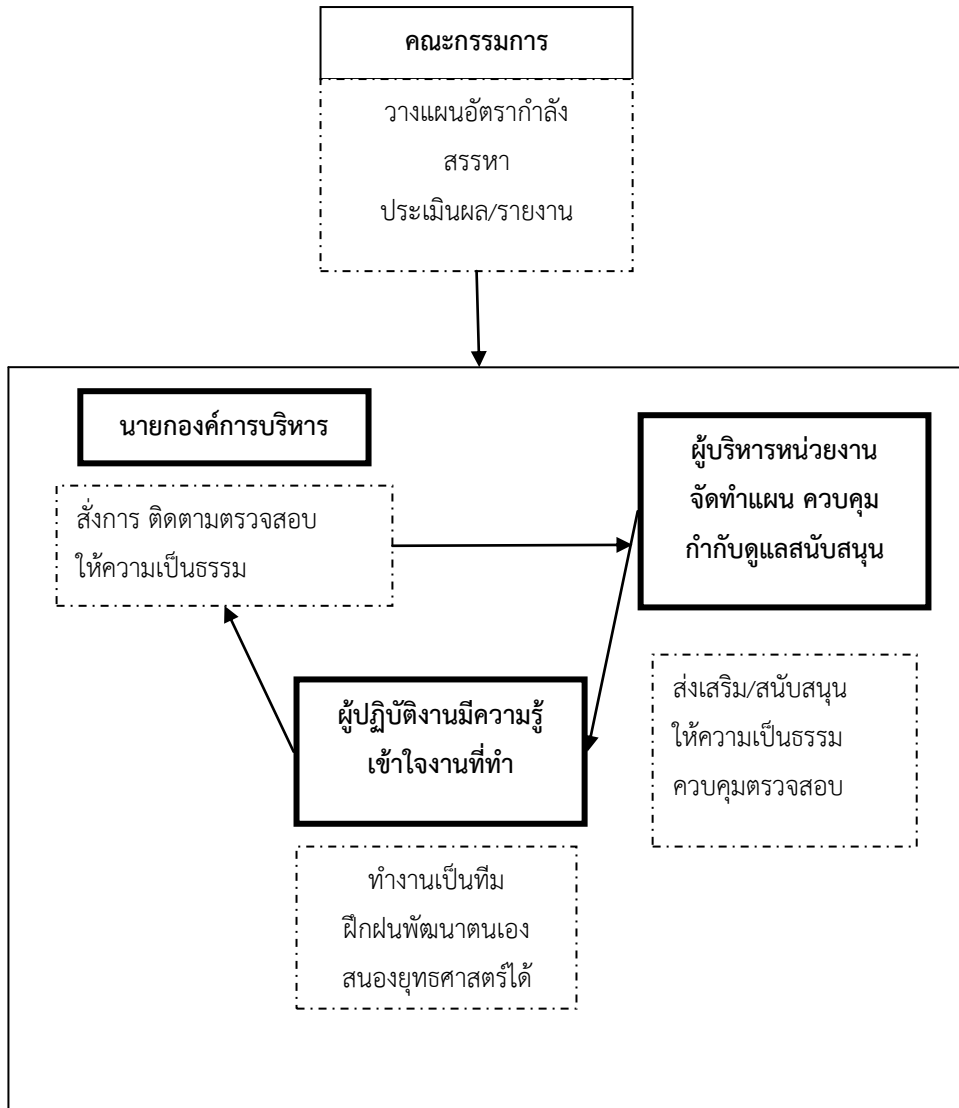 คณะกรรมการ
วางแผนอัตรากำลัง
สรรหา
ประเมินผล/รายงาน
นายกองค์การบริหาร
สั่งการ ติดตามตรวจสอบ
ให้ความเป็นธรรม
ผู้บริหารหน่วยงาน
จัดทำแผน ควบคุม
กำกับดูแลสนับสนุน
ส่งเสริม/สนับสนุน
ให้ความเป็นธรรม
ควบคุมตรวจสอบ
ผู้ปฏิบัติงานมีความรู้
เข้าใจงานที่ทำ
ทำงานเป็นทีม
ฝึกฝนพัฒนาตนเอง
สนองยุทธศาสตร์ได้